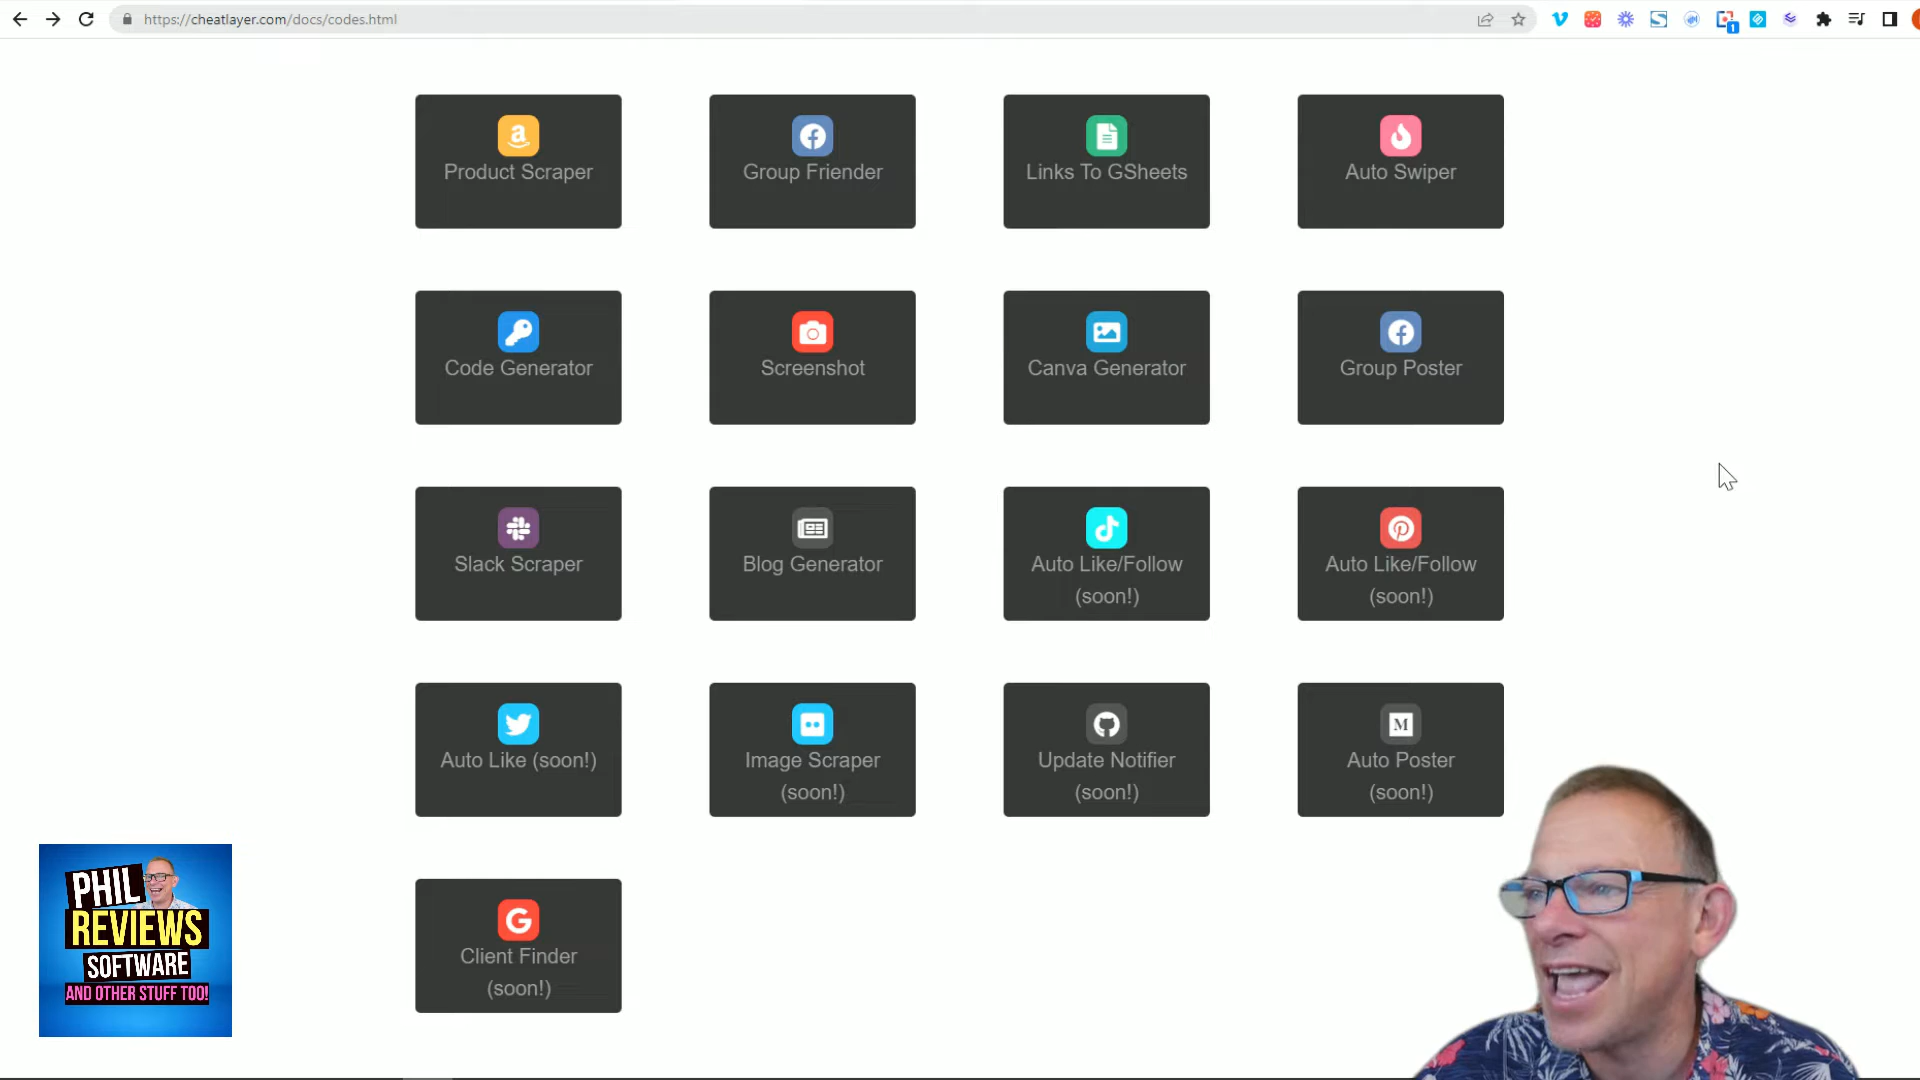 https://cheatlayer.com/docs/codes.html
1
Product Scraper
Group Friender
Links To GSheets
Auto Swiper
Code Generator
Screenshot
Canva Generator
Group Poster
Slack Scraper
Blog Generator
Auto Like/Follow
(soon!)
Auto Like/Follow
(soon!)
Auto Like (soon!)
Image Scraper
(soon!)
Update Notifier
(soon!)
M
Auto Poster
(soon!)
G
Client Finder
(soon!)
PHIL
REVIEWS
SOFTWARE
AND OTHER STUFF TOO!